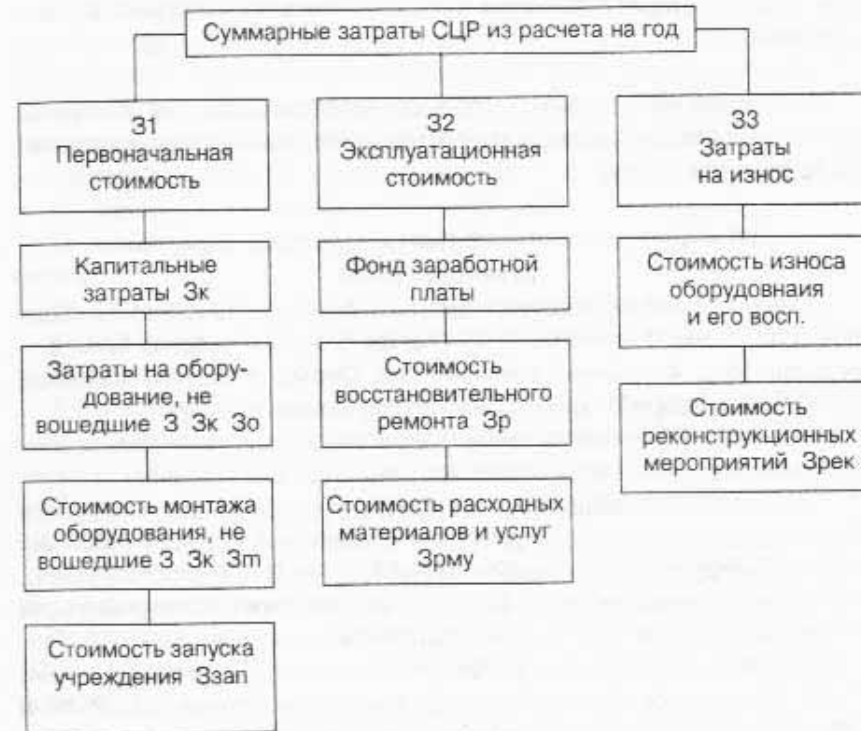 Суммарные затраты СЦР из расчета на год
З1
Первоначальная
стоимость
Капитальные
затраты Зк
Затраты на обору-
дование, не
вошедшие З Зк Зо
Стоимость монтажа
оборудования, не
вошедшие З Зк Зm
Стоимость запуска
учреждения Ззап
З2
Эксплуатационная
стоимость
Фонд заработной
платы
Стоимость
восстановительного
ремонта Зр
Стоимость расходных
материалов и услуг
Зрму
З3
Затраты
на износ
Стоимость износа
оборудовнаия
и его восп.
Стоимость
реконструкционных
мероприятий Зрек